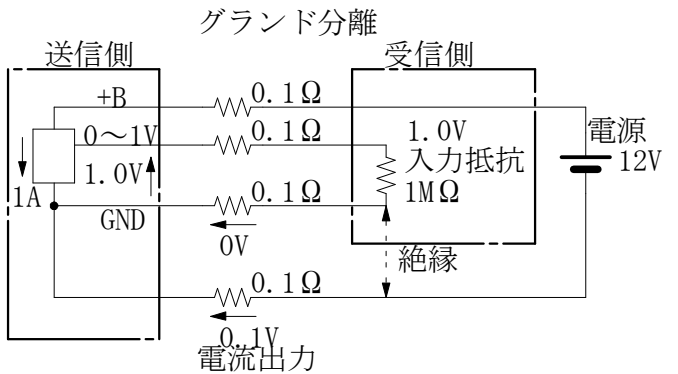 グランド分離
送信側
受信側
+B
0.1Ω
0～1V
0.1Ω
1.0V
入力抵抗
1MΩ
電源
12V
1.0V
1A
GND
0.1Ω
0V
絶縁
0.1Ω
0.1V
電流出力